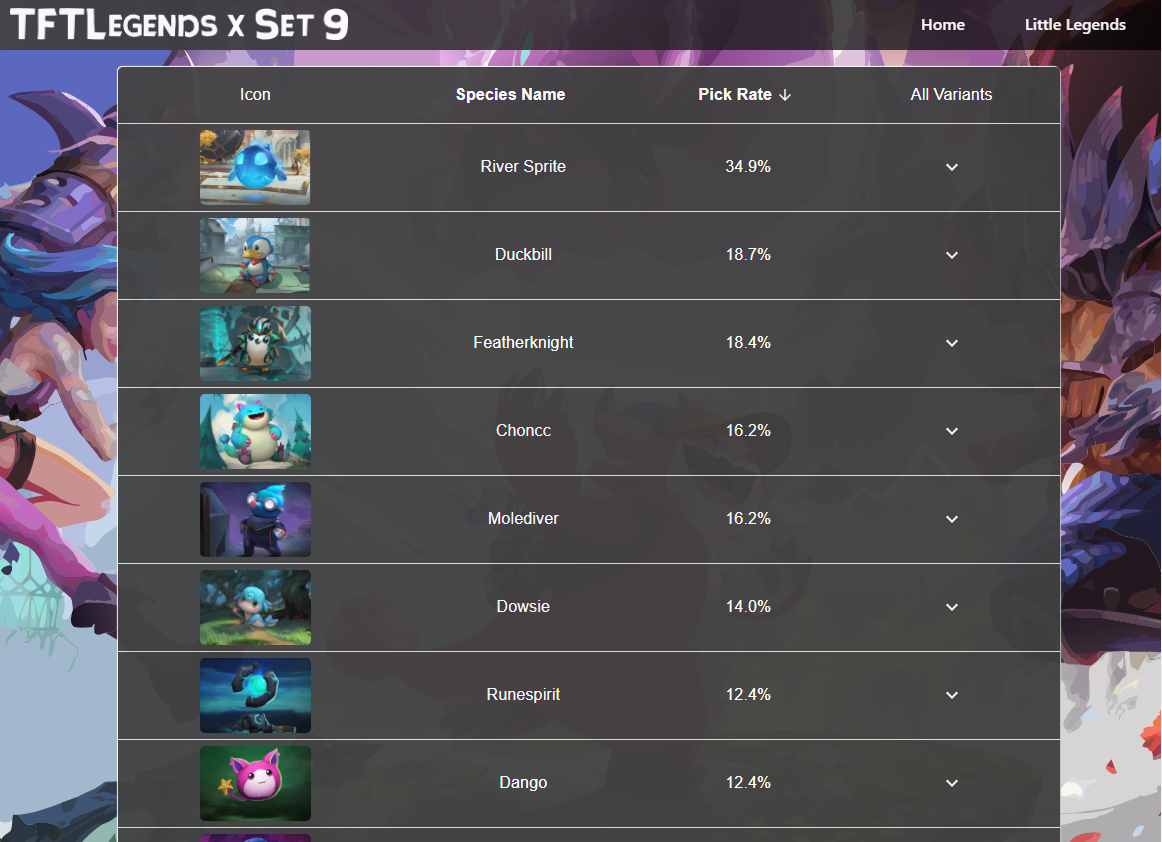 TFTLegends x Set 9
Home
Little Legends
Icon
Species Name
Pick Rate
All Variants
River Sprite
34.9%
Duckbill
18.7%
Featherknight
18.4%
Choncc
16.2%
Molediver
16.2%
Dowsie
14.0%
Runespirit
12.4%
Dango
12.4%